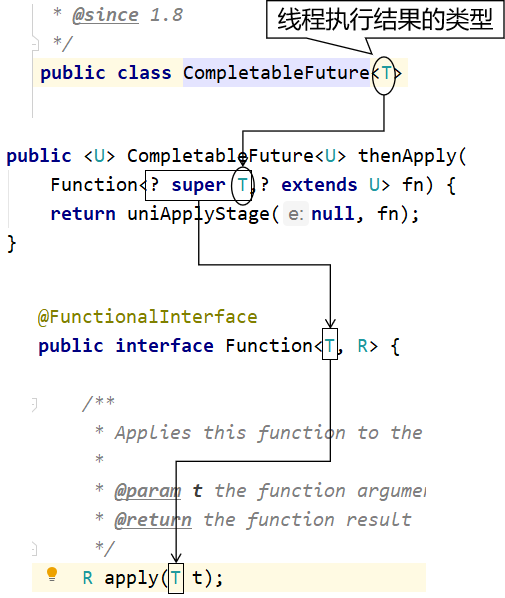 * @since 1.8
线程执行结果的类型
*/
public class CompletableFuture<T>
public <U> CompletableFuture<U> thenApply(
Function<? super T,? extends U> fn) {
return uniApplyStage( e: null, fn);
}
@FunctionalInterface
public interface Function<T, R> {
/**
* Applies this function to the
*
* @param t the function argumen
* @return the function result
*/
R apply(T t);